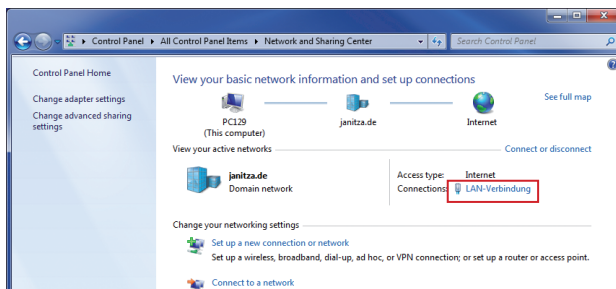 Control Panel ▸ All Control Panel Items ▸ Network and Sharing Center
Search Control Panel
Control Panel Home
Change adapter settings
Change advanced sharing
settings
View your basic network information and set up connections
See full map
PC129
(This computer)
janitza.de
Internet
View your active networks
Connect or disconnect
janitza.de
Domain network
Access type: Internet
Connections: LAN-Verbindung
Change your networking settings
Set up a new connection or network
Set up a wireless, broadband, dial-up, ad hoc, or VPN connection; or set up a router or access point.
Connect to a network